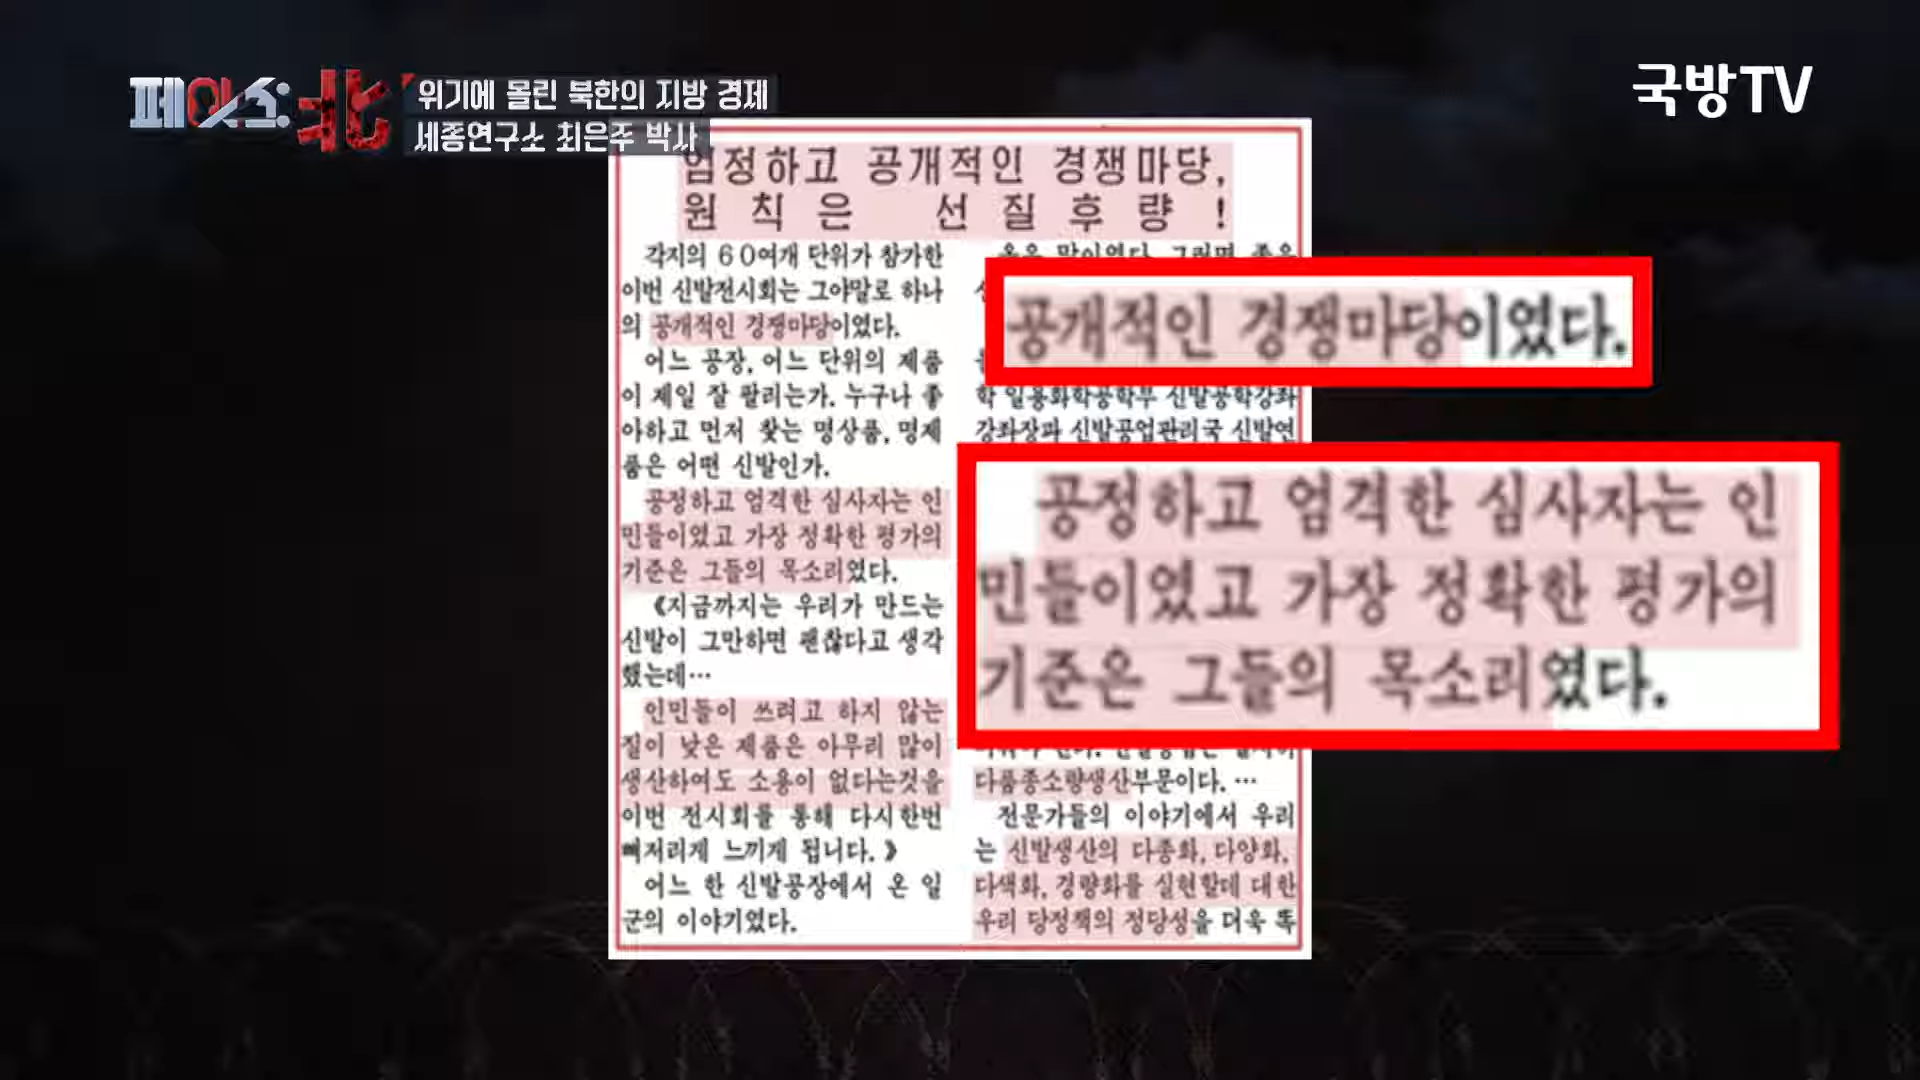 페이스:北
위기에 몰린 북한의 지방 경제
세종연구소 최은주 박사
국방TV
엄정하고 공개적인 경쟁마당,
원칙은 선질후량!
각지의 60여개 단위가 참가한
이번 신발전시회는 그야말로 하나
의 공개적인 경쟁마당이였다.
어느 공장, 어느 단위의 제품
이 제일 잘 팔리는가. 누구나 좋
아하고 먼저 찾는 명상품, 명제
품은 어떤 신발인가.
공정하고 엄격한 심사자는 인
민들이였고 가장 정확한 평가의
기준은 그들의 목소리였다.
《지금까지는 우리가 만드는
신발이 그만하면 괜찮다고 생각
했는데…
인민들이 쓰려고 하지 않는
질이 낮은 제품은 아무리 많이
생산하여도 소용이 없다는것을
이번 전시회를 통해 다시한번
뼈저리게 느끼게 됩니다.》
어느 한 신발공장에서 온 일
군의 이야기였다.
학 일용화학공학부 신발공학강좌
강좌장과 신발공업관리국 신발연
다품종소량생산부문이다. …
전문가들의 이야기에서 우리
는 신발생산의 다종화, 다양화,
다색화, 경량화를 실현할데 대한
우리 당정책의 정당성을 더욱 똑
공개적인 경쟁마당이였다.
공정하고 엄격한 심사자는 인
민들이였고 가장 정확한 평가의
기준은 그들의 목소리였다.